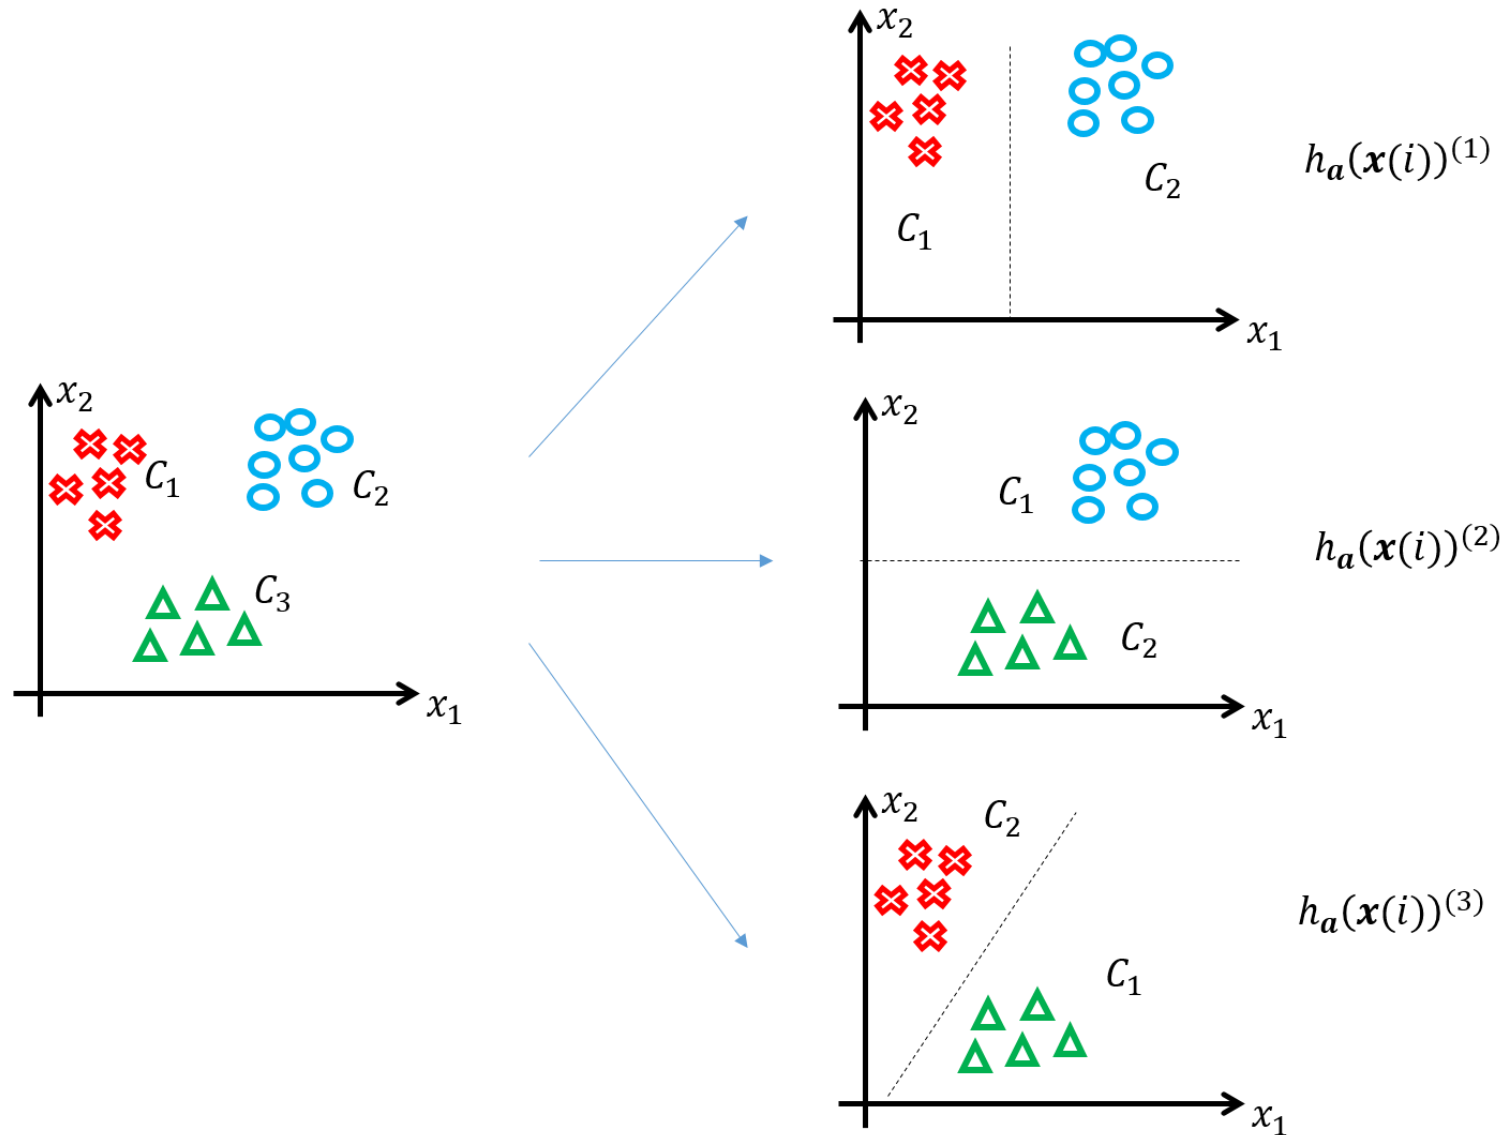 x₂
C₁
C₂
C₃
x₁
x₂
C₁
C₂
x₁
hₐ(x(i))⁽¹⁾
x₂
C₁
C₂
x₁
hₐ(x(i))⁽²⁾
x₂
C₂
C₁
x₁
hₐ(x(i))⁽³⁾